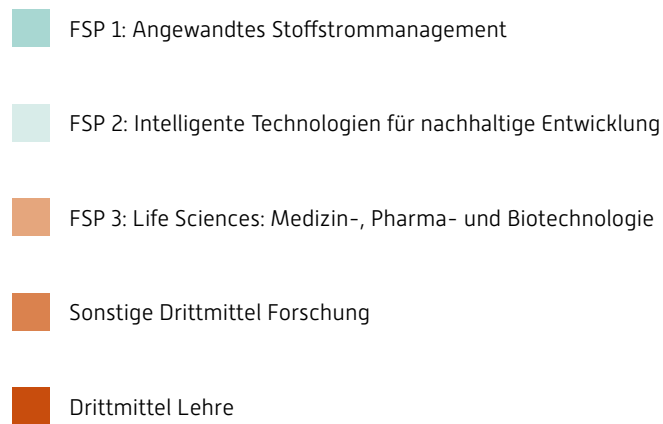 FSP 1: Angewandtes Stoffstrommanagement
FSP 2: Intelligente Technologien für nachhaltige Entwicklung
FSP 3: Life Sciences: Medizin-, Pharma- und Biotechnologie
Sonstige Drittmittel Forschung
Drittmittel Lehre